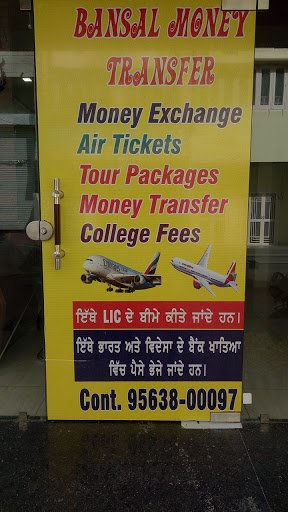 BANSAL MONEY
TRANSFER
Money Exchange
Air Tickets
Tour Packages
Money Transfer
College Fees
ਇੱਥੇ LIC ਦੇ ਬੀਮੇ ਕੀਤੇ ਜਾਂਦੇ ਹਨ।
ਇੱਥੇ ਭਾਰਤ ਅਤੇ ਵਿਦੇਸਾ ਦੇ ਬੈਂਕ ਖਾਤਿਆ
ਵਿੱਚ ਪੈਸੇ ਭੇਜੇ ਜਾਂਦੇ ਹਨ।
Cont. 95638-00097